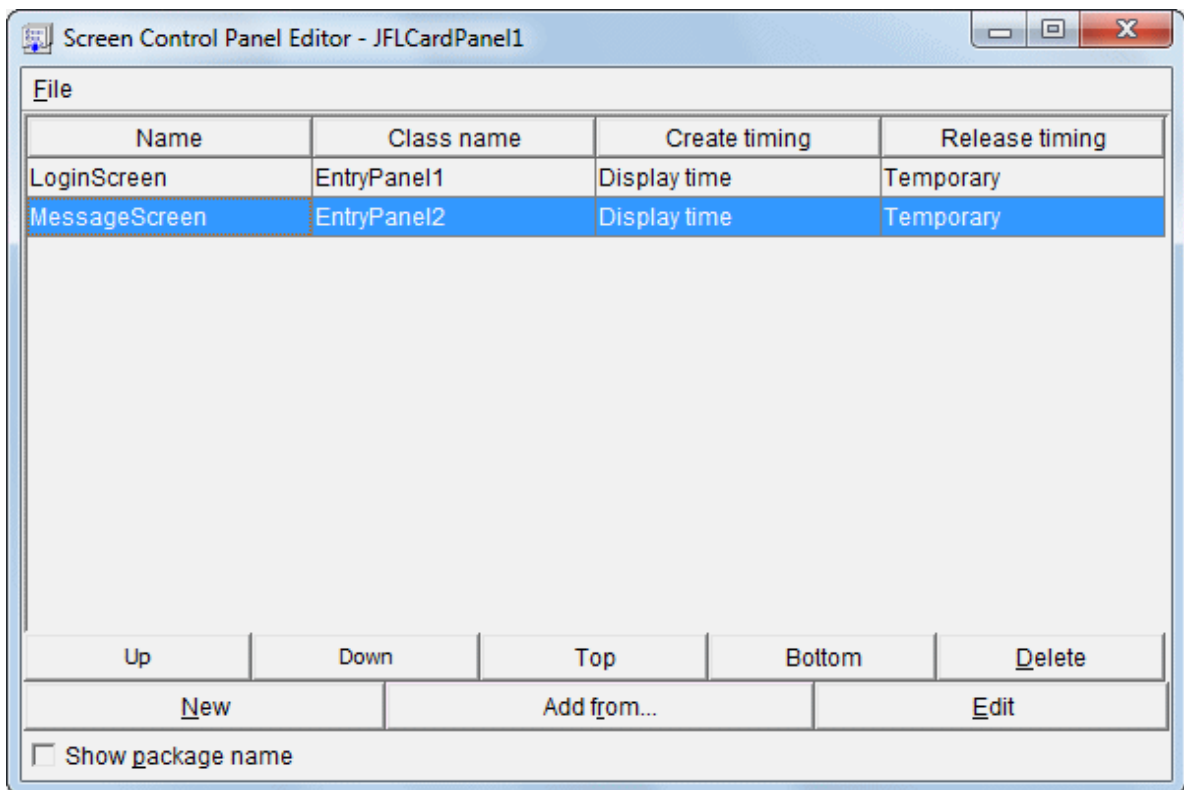 Screen Control Panel Editor - JFLCardPanel1
File
Name Class name Create timing Release timing
LoginScreen EntryPanel1 Display time Temporary
MessageScreen EntryPanel2 Display time Temporary
Up Down Top Bottom Delete
New Add from... Edit
Show package name